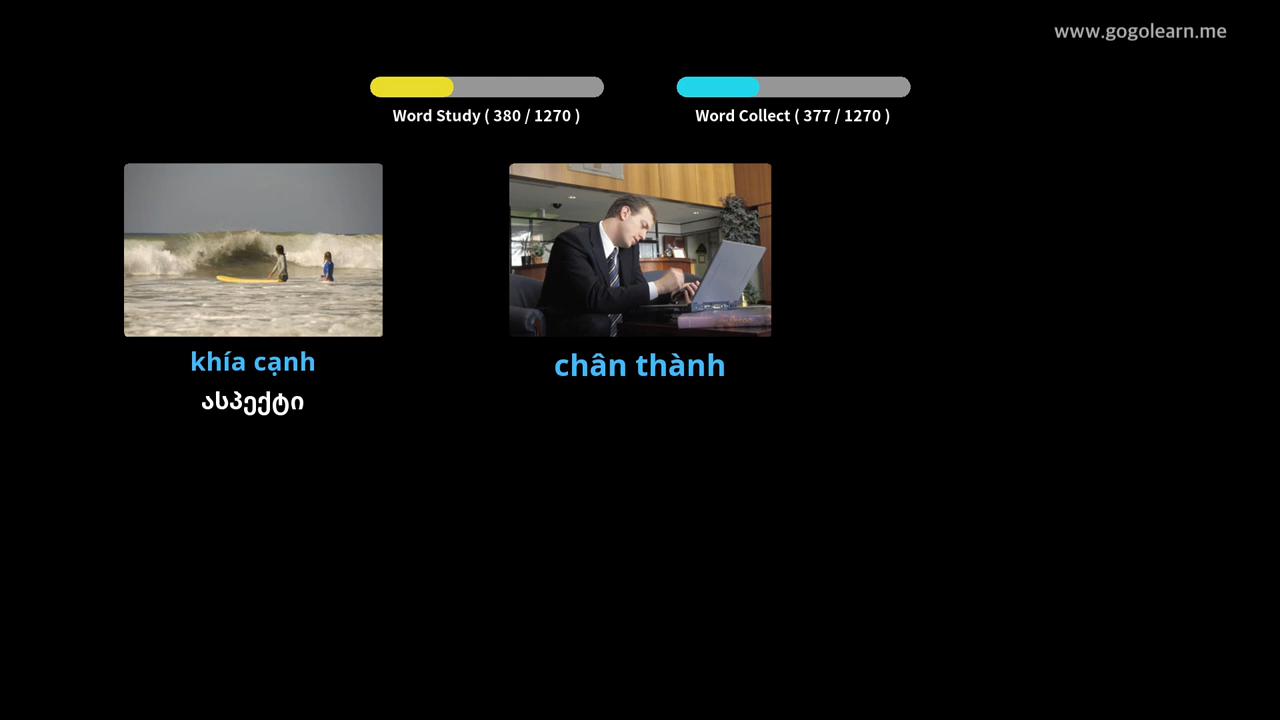 www.gogolearn.me
Word Study ( 380 / 1270 )
Word Collect ( 377 / 1270 )
khía cạnh
ასპექტი
chân thành